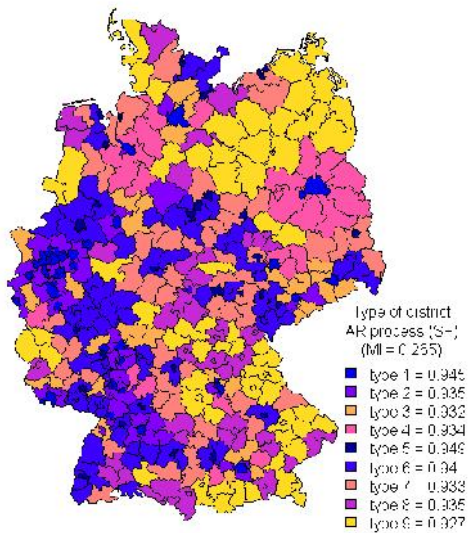 Type of district
AR process (SH)
(MI = 0.265)
type 1 = 0.945
type 2 = 0.935
type 3 = 0.932
type 4 = 0.934
type 5 = 0.949
type 6 = 0.94
type 7 = 0.933
type 8 = 0.935
type 9 = 0.927